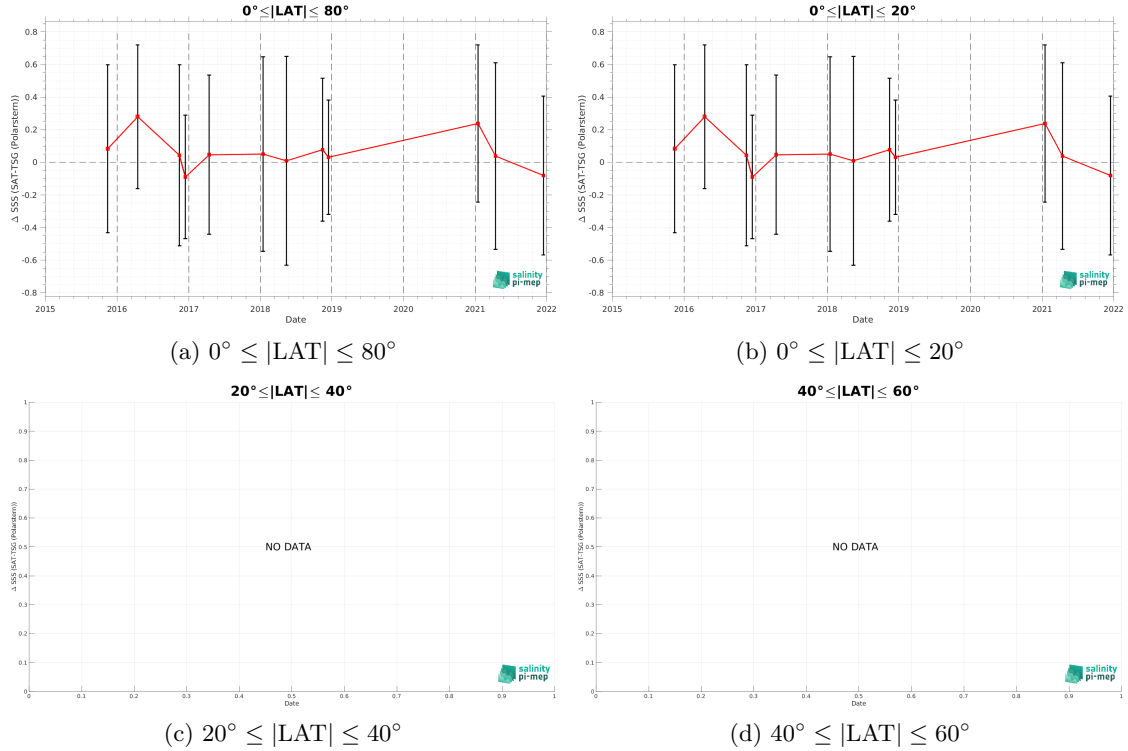 0°≤|LAT|≤ 80°
0.8
0.6
0.4
0.2
0
-0.2
-0.4
-0.6
-0.8
Δ SSS (SAT-TSG (Polarstern))
2015 2016 2017 2018 2019 2020 2021 2022
Date
salinity
pi-mep
(a) 0° ≤ |LAT| ≤ 80°
0°≤|LAT|≤ 20°
0.8
0.6
0.4
0.2
0
-0.2
-0.4
-0.6
-0.8
Δ SSS (SAT-TSG (Polarstern))
2015 2016 2017 2018 2019 2020 2021 2022
Date
salinity
pi-mep
(b) 0° ≤ |LAT| ≤ 20°
20°≤|LAT|≤ 40°
1
0.9
0.8
0.7
0.6
0.5
0.4
0.3
0.2
0.1
0
Δ SSS (SAT-TSG (Polarstern))
NO DATA
0 0.1 0.2 0.3 0.4 0.5 0.6 0.7 0.8 0.9 1
Date
salinity
pi-mep
(c) 20° ≤ |LAT| ≤ 40°
40°≤|LAT|≤ 60°
1
0.9
0.8
0.7
0.6
0.5
0.4
0.3
0.2
0.1
0
Δ SSS (SAT-TSG (Polarstern))
NO DATA
0 0.1 0.2 0.3 0.4 0.5 0.6 0.7 0.8 0.9 1
Date
salinity
pi-mep
(d) 40° ≤ |LAT| ≤ 60°